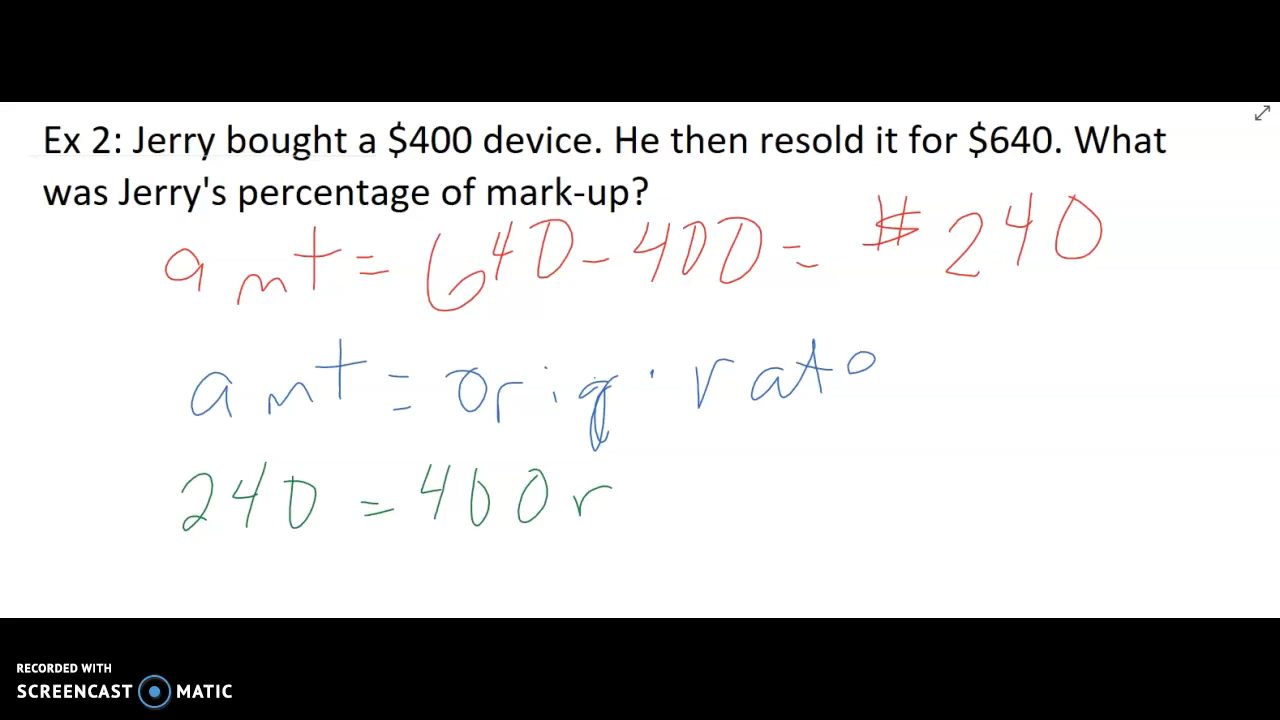 Ex 2: Jerry bought a $400 device. He then resold it for $640. What
was Jerry's percentage of mark-up?
amt = 640 - 400 = $240
amt = orig. · rate
240 = 400r
RECORDED WITH
SCREENCAST MATIC